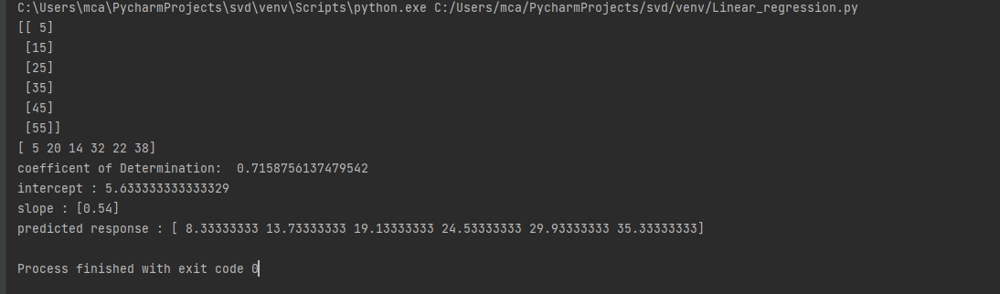 C:\Users\mca\PycharmProjects\svd\venv\Scripts\python.exe C:/Users/mca/PycharmProjects/svd/venv/Linear_regression.py
[[ 5]
 [15]
 [25]
 [35]
 [45]
 [55]]
[ 5 20 14 32 22 38]
coefficent of Determination:  0.7158756137479542
intercept : 5.633333333333329
slope : [0.54]
predicted response : [ 8.33333333 13.73333333 19.13333333 24.53333333 29.93333333 35.33333333]
Process finished with exit code 0